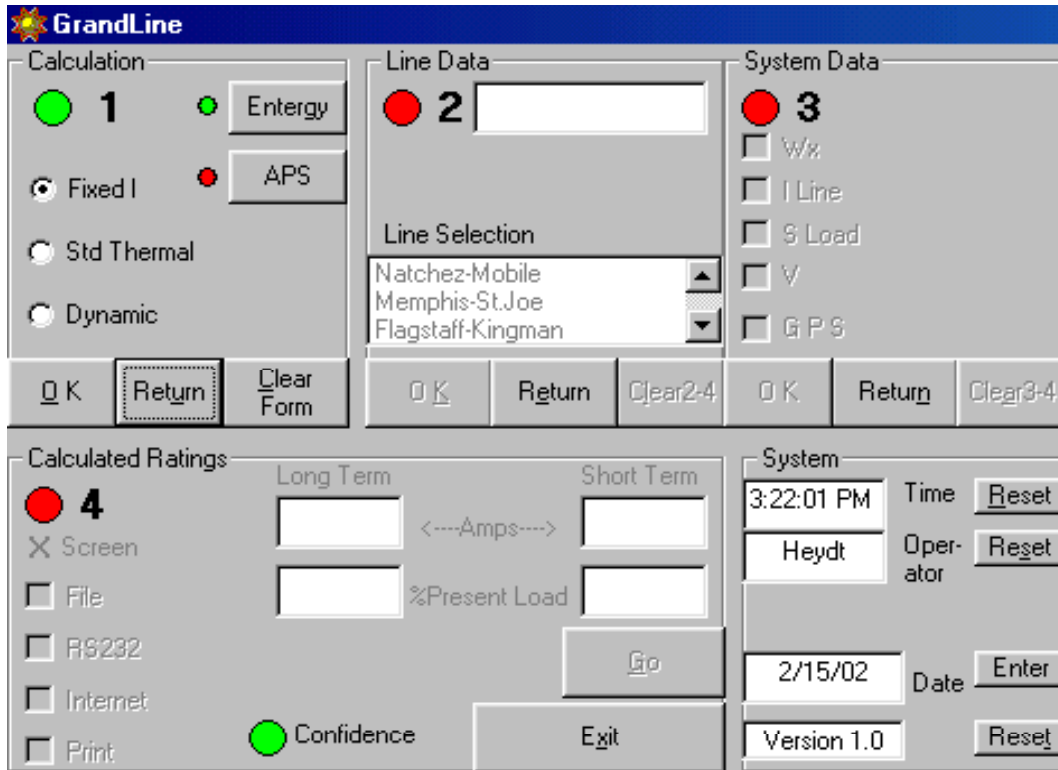 GrandLine
Calculation
1
Entergy
Fixed I
APS
Std Thermal
Dynamic
O K
Return
Clear
Form
Line Data
2
Line Selection
Natchez-Mobile
Memphis-St.Joe
Flagstaff-Kingman
O K
Return
Clear2-4
System Data
3
Wx
I Line
S Load
V
G P S
O K
Return
Clear3-4
Calculated Ratings
4
Long Term
Short Term
<----Amps---->
%Present Load
Screen
File
RS232
Internet
Print
Go
Confidence
Exit
System
3:22:01 PM
Time
Reset
Heydt
Oper-
ator
Reset
2/15/02
Date
Enter
Version 1.0
Reset